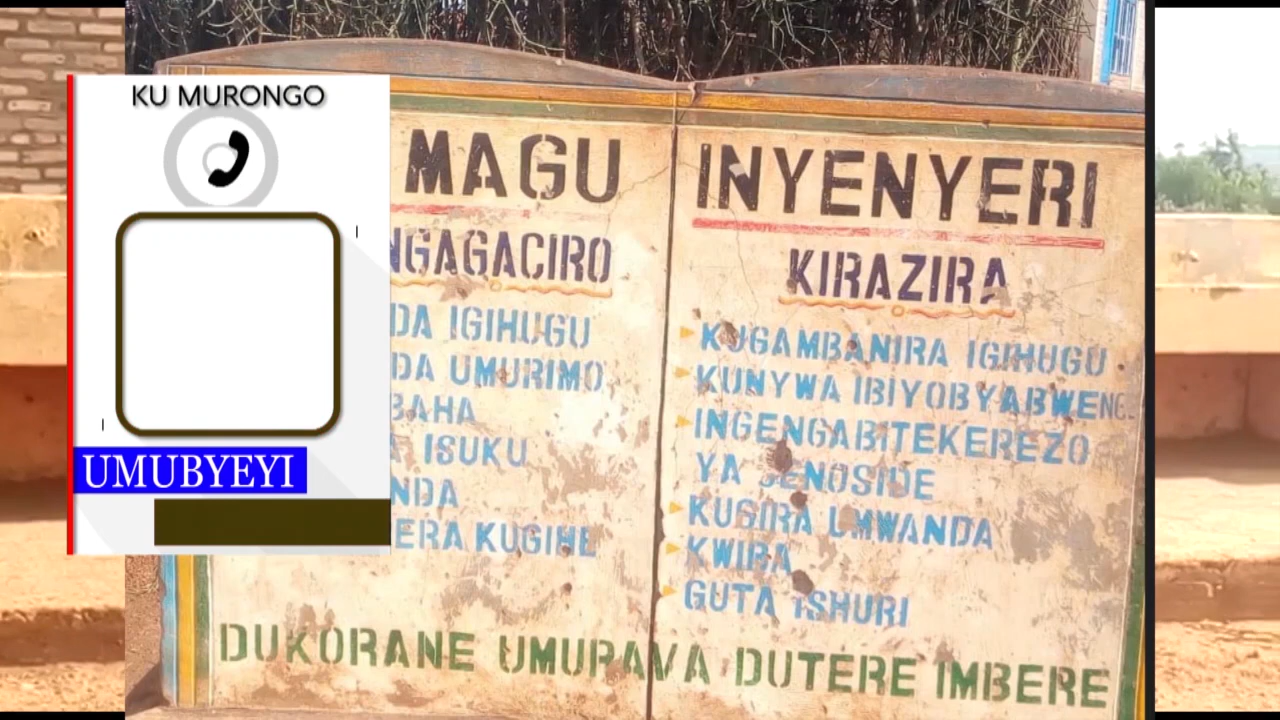 KU MURONGO
UMUBYEYI
MAGU
NGAGACIRO
DA IGIHUGU
DA UMURIMO
BAHA
A ISUKU
NDA
ERA KUGIHE
INYENYERI
KIRAZIRA
KUGAMBANIRA IGIHUGU
KUNYWA IBIYOBYABWENG
INGENGABITEKEREZO
YA JENOSIDE
KUGIRA UMWANDA
KWIBA
GUTA ISHURI
DUKORANE UMURAVA DUTERE IMBERE